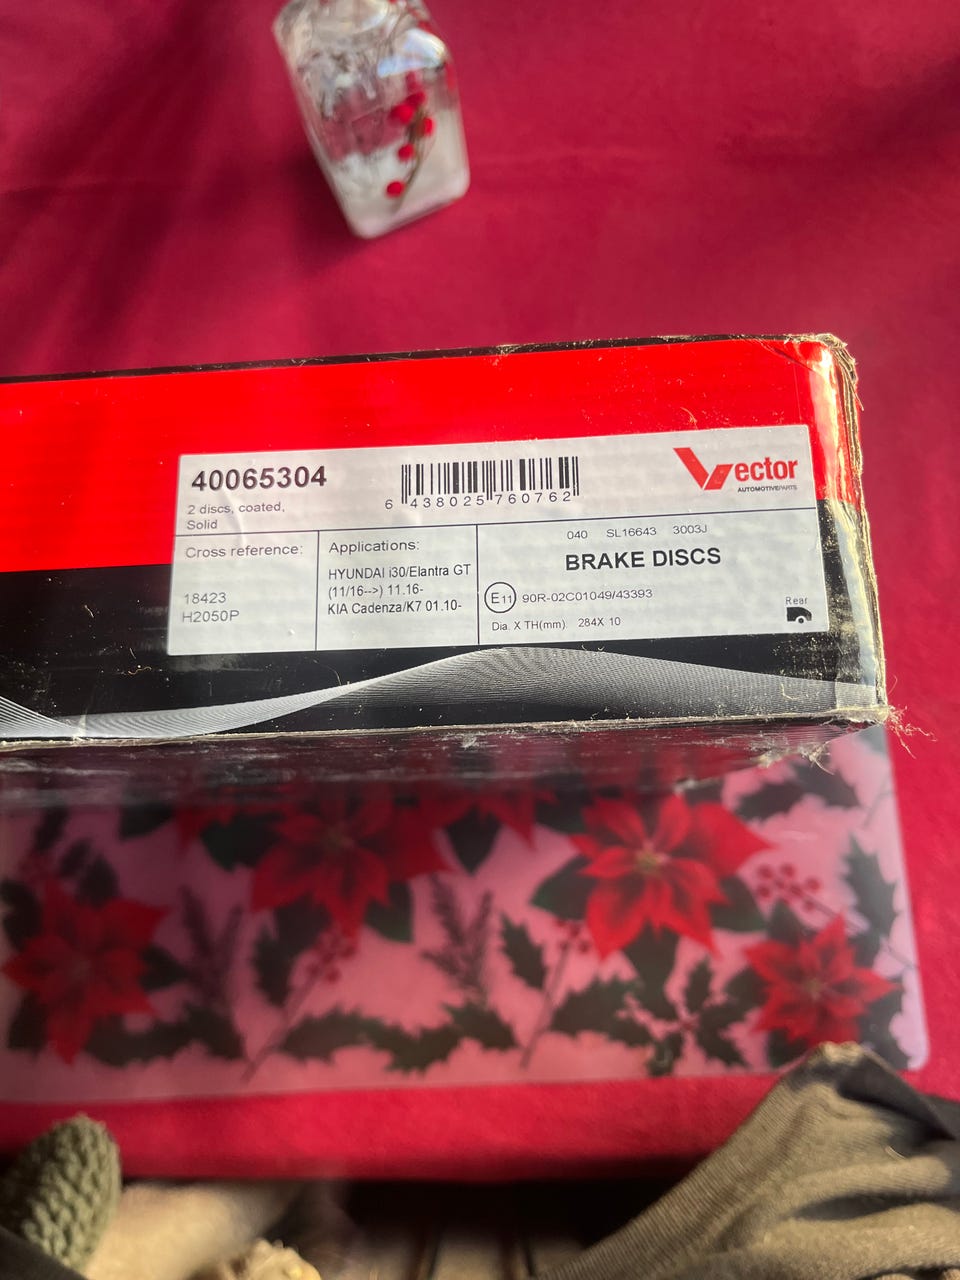 40065304
2 discs, coated,
Solid
6 438025 760762
Vector
AUTOMOTIVEPARTS
Cross reference:
18423
H2050P
Applications:
HYUNDAI i30/Elantra GT
(11/16-->) 11.16-
KIA Cadenza/K7 01.10-
040 SL16643 3003J
BRAKE DISCS
E11 90R-02C01049/43393
Dia. X TH(mm) 284X 10
Rear